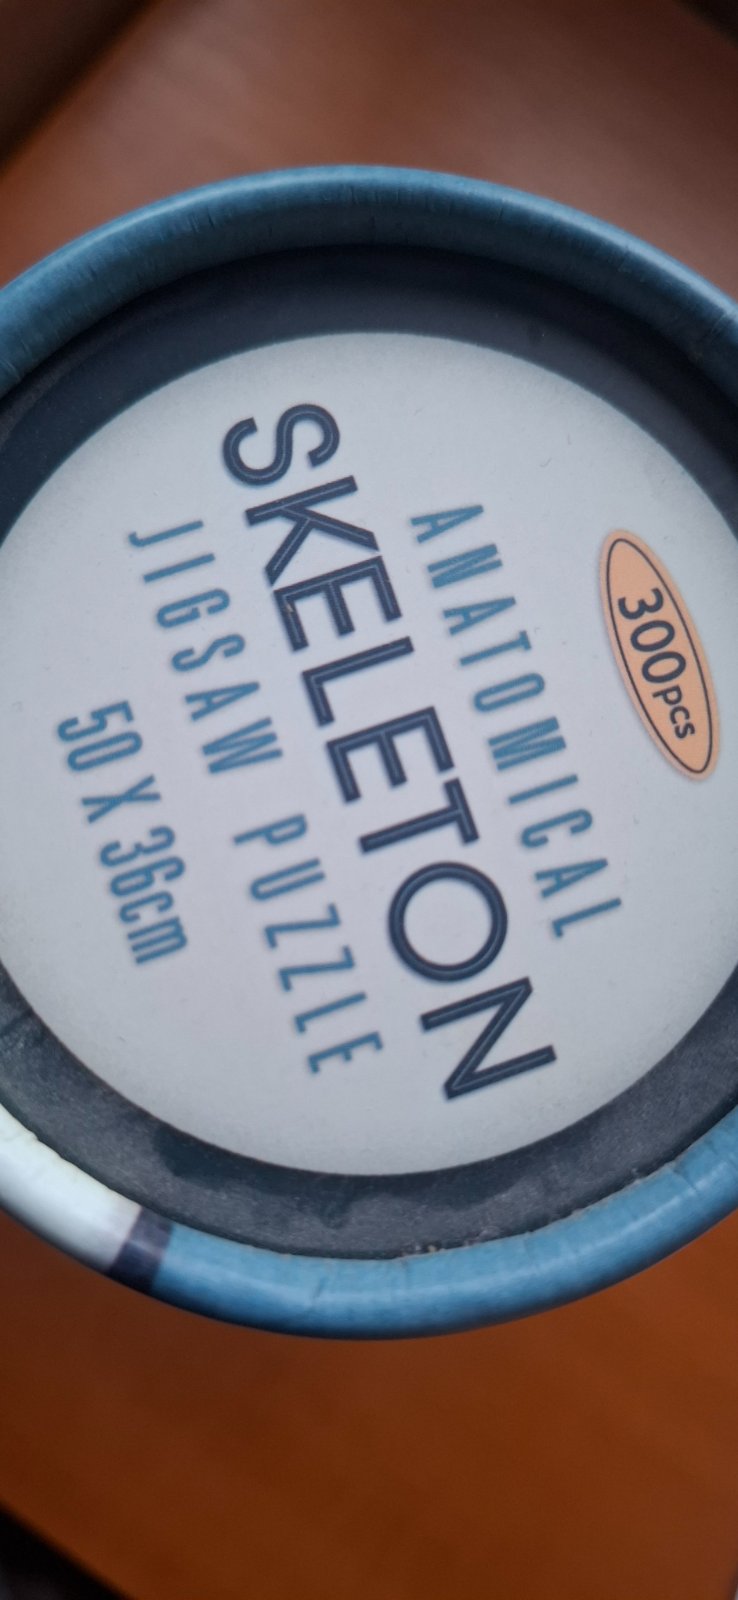 300pcs
ANATOMICAL
SKELETON
JIGSAW PUZZLE
50 X 36cm